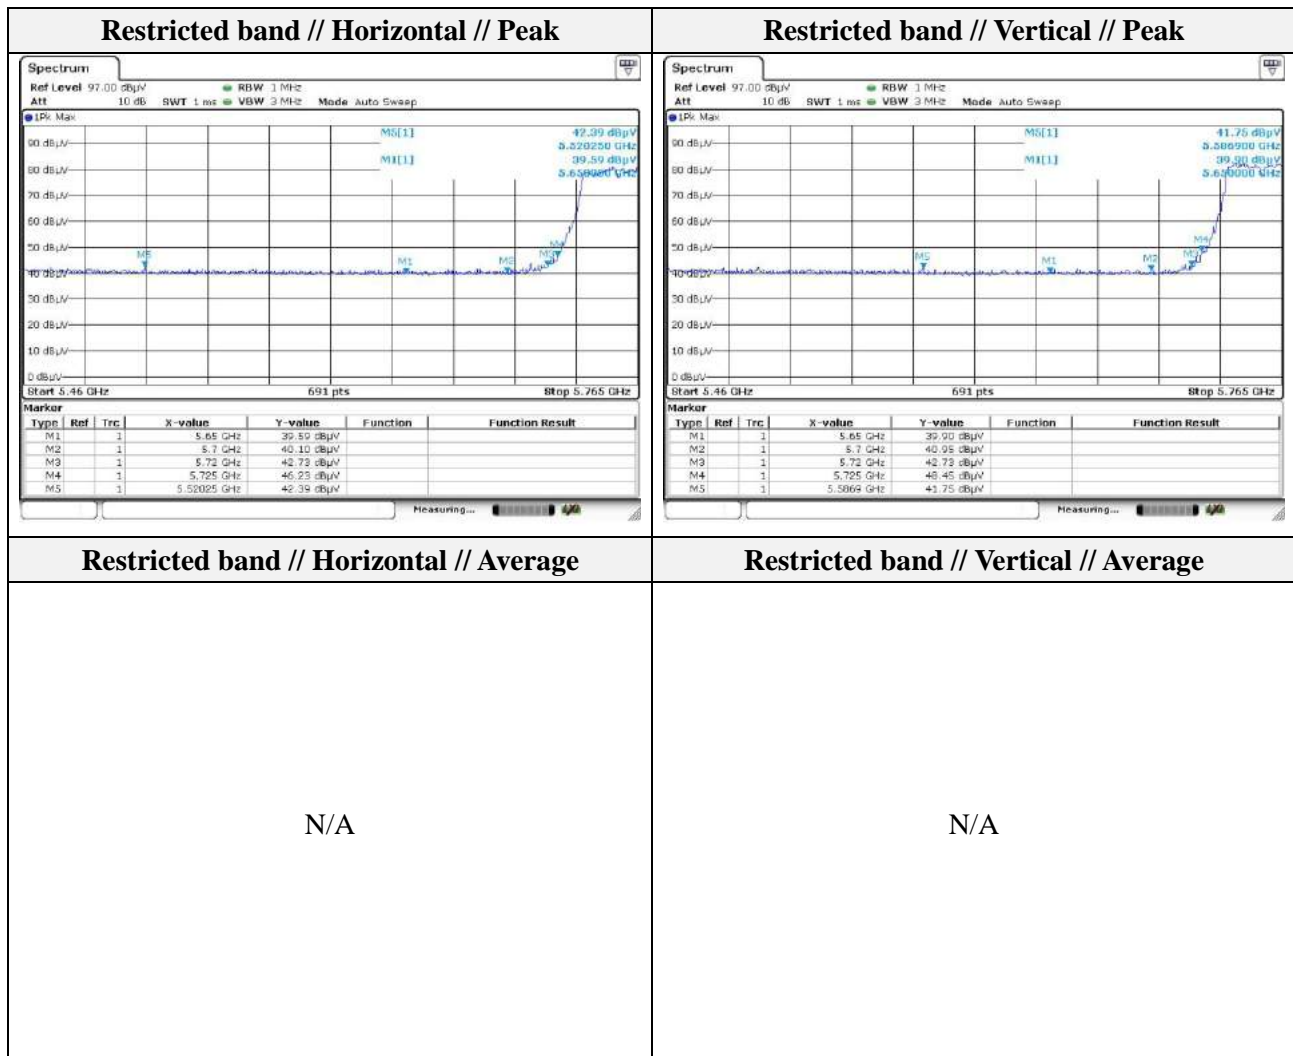 Restricted band // Horizontal // Peak
Restricted band // Vertical // Peak
Spectrum
Ref Level 97.00 dBµV RBW 1 MHz
Att 10 dB SWT 1 ms VBW 3 MHz Mode Auto Sweep
1Pk Max
M5[1] 42.39 dBµV
5.520250 GHz
M1[1] 39.59 dBµV
5.650000 GHz
90 dBµV
80 dBµV
70 dBµV
60 dBµV
50 dBµV
40 dBµV
30 dBµV
20 dBµV
10 dBµV
0 dBµV
M5 M1 M2 M3 M4
Start 5.46 GHz 691 pts Stop 5.765 GHz
Marker
Type Ref Trc X-value Y-value Function Function Result
M1 1 5.65 GHz 39.59 dBµV
M2 1 5.7 GHz 40.10 dBµV
M3 1 5.72 GHz 42.73 dBµV
M4 1 5.725 GHz 46.23 dBµV
M5 1 5.52025 GHz 42.39 dBµV
Measuring...
Spectrum
Ref Level 97.00 dBµV RBW 1 MHz
Att 10 dB SWT 1 ms VBW 3 MHz Mode Auto Sweep
1Pk Max
M5[1] 41.75 dBµV
5.586900 GHz
M1[1] 39.90 dBµV
5.650000 GHz
90 dBµV
80 dBµV
70 dBµV
60 dBµV
50 dBµV
40 dBµV
30 dBµV
20 dBµV
10 dBµV
0 dBµV
M5 M1 M2 M3 M4
Start 5.46 GHz 691 pts Stop 5.765 GHz
Marker
Type Ref Trc X-value Y-value Function Function Result
M1 1 5.65 GHz 39.90 dBµV
M2 1 5.7 GHz 40.95 dBµV
M3 1 5.72 GHz 42.73 dBµV
M4 1 5.725 GHz 48.45 dBµV
M5 1 5.5869 GHz 41.75 dBµV
Measuring...
Restricted band // Horizontal // Average
Restricted band // Vertical // Average
N/A
N/A